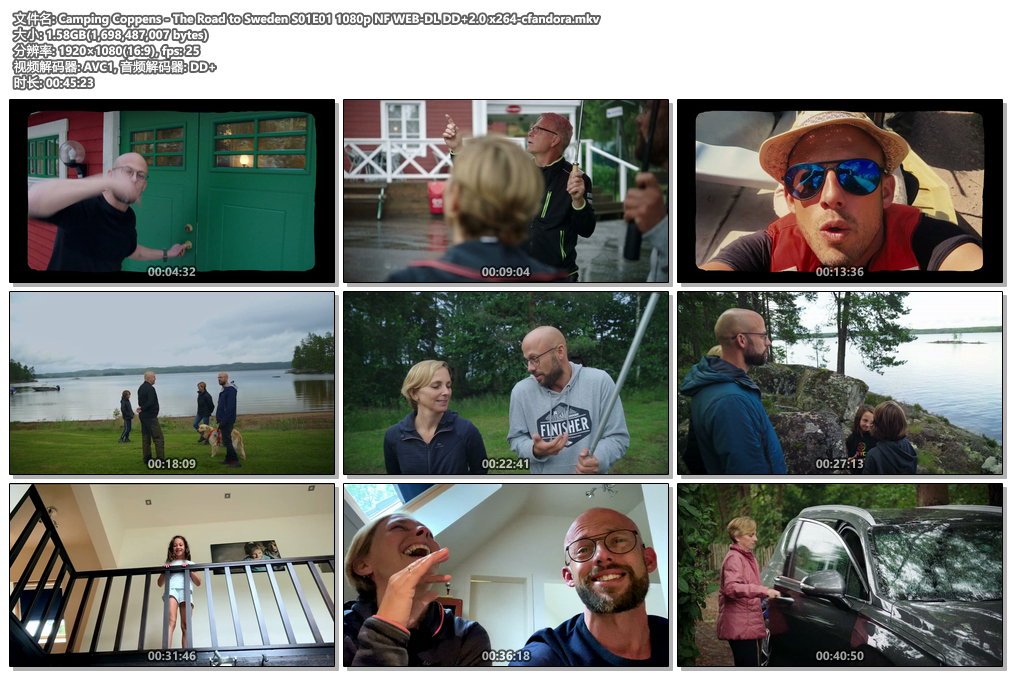 文件名: Camping Coppens - The Road to Sweden S01E01 1080p NF WEB-DL DD+2.0 x264-cfandora.mkv
大小: 1.58GB(1,698,487,007 bytes)
分辨率: 1920×1080(16:9), fps: 25
视频解码器: AVC1, 音频解码器: DD+
时长: 00:45:23
00:04:32
00:09:04
00:13:36
FINISHER
00:18:09
00:22:41
00:27:13
00:31:46
00:36:18
00:40:50